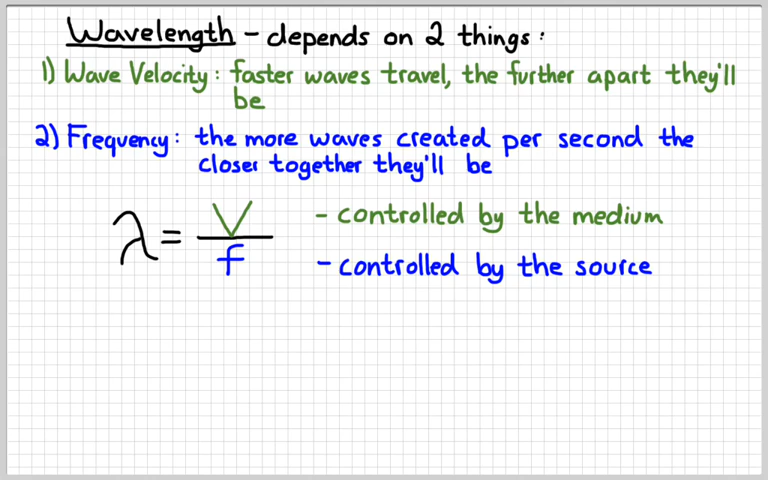 Wavelength - depends on 2 things:
1) Wave Velocity: faster waves travel, the further apart they'll
be
2) Frequency: the more waves created per second the
closer together they'll be
λ = V/f
- controlled by the medium
- controlled by the source